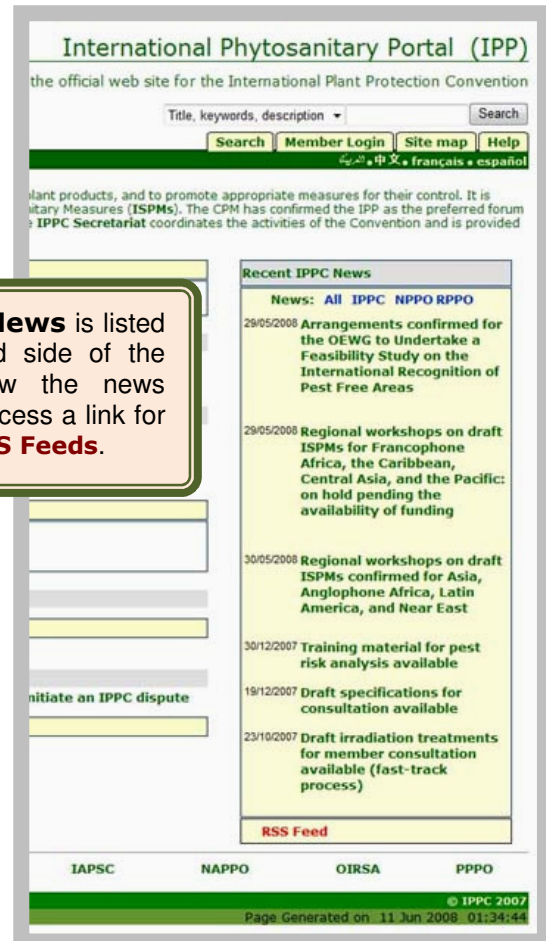 International Phytosanitary Portal (IPP)
the official web site for the International Plant Protection Convention
Title, keywords, description
Search
Search
Member Login
Site map
Help
中文 • français • español
plant products, and to promote appropriate measures for their control. It is
itary Measures (ISPMs). The CPM has confirmed the IPP as the preferred forum
IPPC Secretariat coordinates the activities of the Convention and is provided
News is listed
d side of the
w the news
cess a link for
S Feeds.
nitiate an IPPC dispute
Recent IPPC News
News: All IPPC NPPO RPPO
29/05/2008 Arrangements confirmed for
the OEWG to Undertake a
Feasibility Study on the
International Recognition of
Pest Free Areas
29/05/2008 Regional workshops on draft
ISPMs for Francophone
Africa, the Caribbean,
Central Asia, and the Pacific:
on hold pending the
availability of funding
30/05/2008 Regional workshops on draft
ISPMs confirmed for Asia,
Anglophone Africa, Latin
America, and Near East
30/12/2007 Training material for pest
risk analysis available
19/12/2007 Draft specifications for
consultation available
23/10/2007 Draft irradiation treatments
for member consultation
available (fast-track
process)
RSS Feed
IAPSC NAPPO OIRSA PPPO
© IPPC 2007
Page Generated on 11 Jun 2008 01:34:44